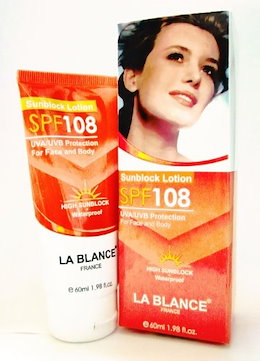 Sunblock Lotion
SPF108
UVA/UVB Protection
For Face and Body
HIGH SUNBLOCK
Waterproof
LA BLANCE®
FRANCE
℮60ml 1.98 fl.oz.
Sunblock Lotion
SPF108
UVA/UVB Protection
For Face and Body
HIGH SUNBLOCK
Waterproof
LA BLANCE®
FRANCE
℮60ml 1.98 fl.oz.